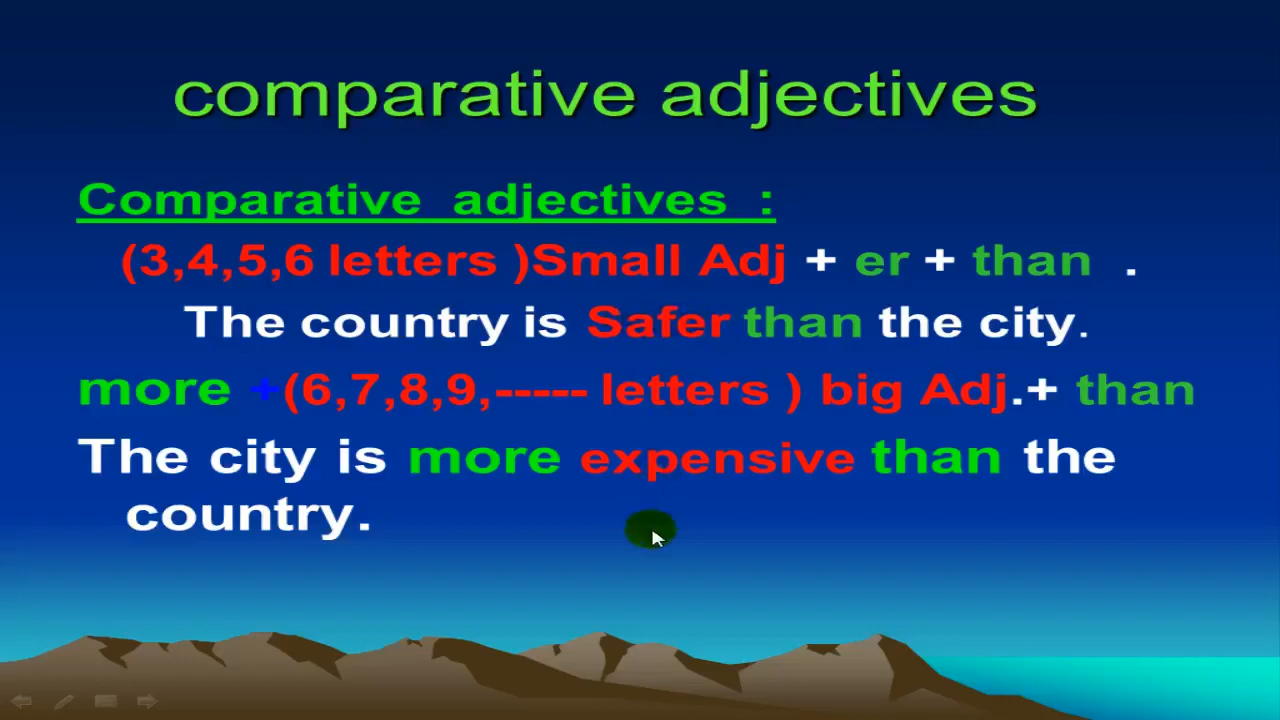 comparative adjectives
Comparative adjectives :
(3,4,5,6 letters )Small Adj + er + than .
The country is Safer than the city.
more +(6,7,8,9,----- letters ) big Adj.+ than
The city is more expensive than the
country.